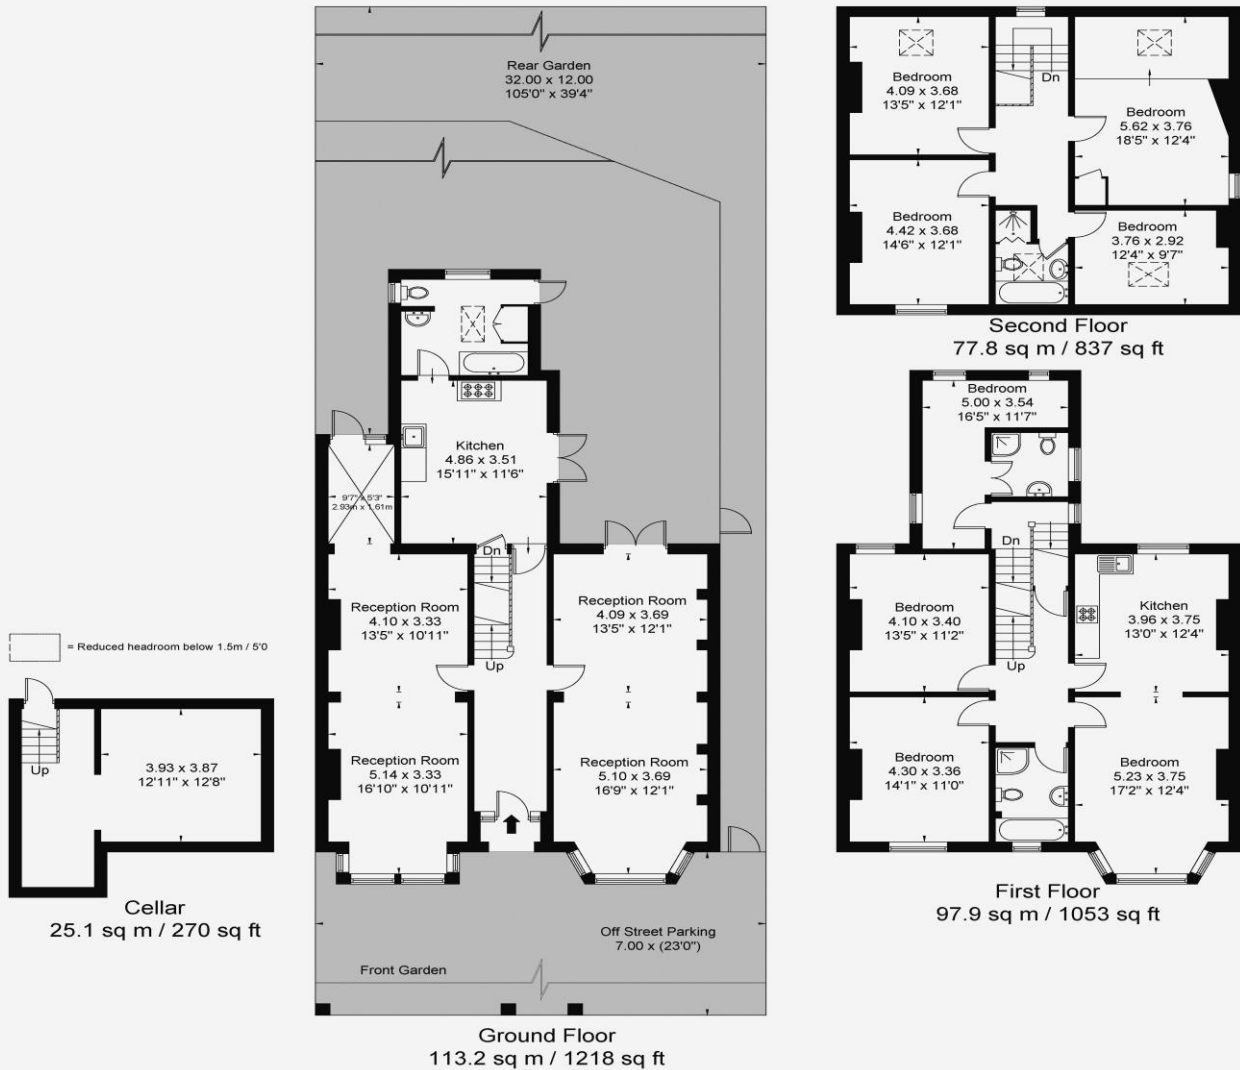 Rear Garden
32.00 x 12.00
105'0" x 39'4"
Kitchen
4.86 x 3.51
15'11" x 11'6"
9'7" x 5'3"
2.93m x 1.61m
Dn
Reception Room
4.10 x 3.33
13'5" x 10'11"
Reception Room
4.09 x 3.69
13'5" x 12'1"
Up
Reception Room
5.14 x 3.33
16'10" x 10'11"
Reception Room
5.10 x 3.69
16'9" x 12'1"
Off Street Parking
7.00 x (23'0")
Front Garden
Ground Floor
113.2 sq m / 1218 sq ft
= Reduced headroom below 1.5m / 5'0
Up
3.93 x 3.87
12'11" x 12'8"
Cellar
25.1 sq m / 270 sq ft
Bedroom
4.09 x 3.68
13'5" x 12'1"
Dn
Bedroom
5.62 x 3.76
18'5" x 12'4"
Bedroom
4.42 x 3.68
14'6" x 12'1"
Bedroom
3.76 x 2.92
12'4" x 9'7"
Second Floor
77.8 sq m / 837 sq ft
Bedroom
5.00 x 3.54
16'5" x 11'7"
Dn
Bedroom
4.10 x 3.40
13'5" x 11'2"
Kitchen
3.96 x 3.75
13'0" x 12'4"
Up
Bedroom
4.30 x 3.36
14'1" x 11'0"
Bedroom
5.23 x 3.75
17'2" x 12'4"
First Floor
97.9 sq m / 1053 sq ft